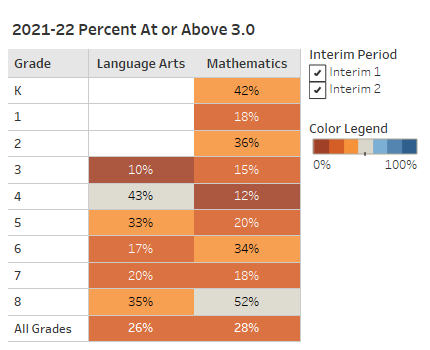 2021-22 Percent At or Above 3.0
Grade Language Arts Mathematics
K 42%
1 18%
2 36%
3 10% 15%
4 43% 12%
5 33% 20%
6 17% 34%
7 20% 18%
8 35% 52%
All Grades 26% 28%
Interim Period
Interim 1
Interim 2
Color Legend
0% 100%